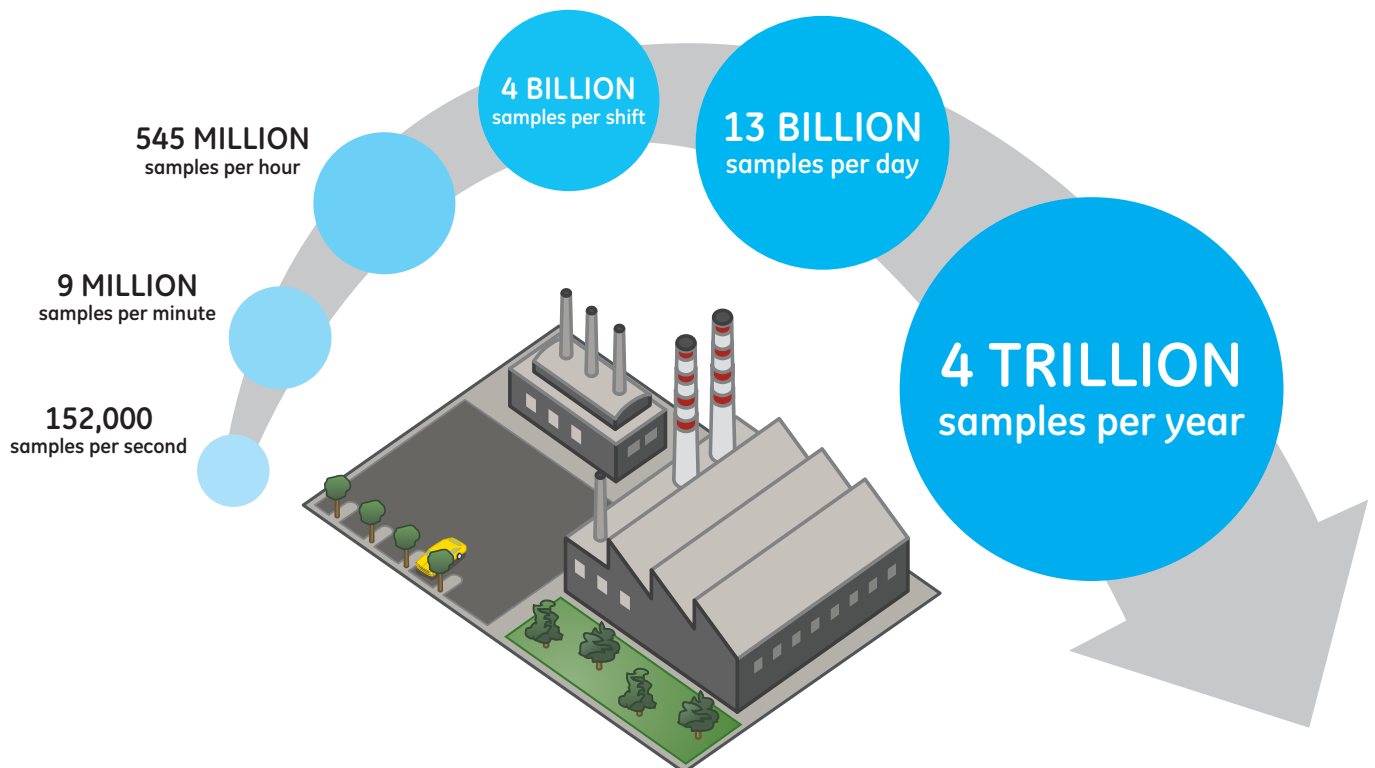 152,000
samples per second
9 MILLION
samples per minute
545 MILLION
samples per hour
4 BILLION
samples per shift
13 BILLION
samples per day
4 TRILLION
samples per year